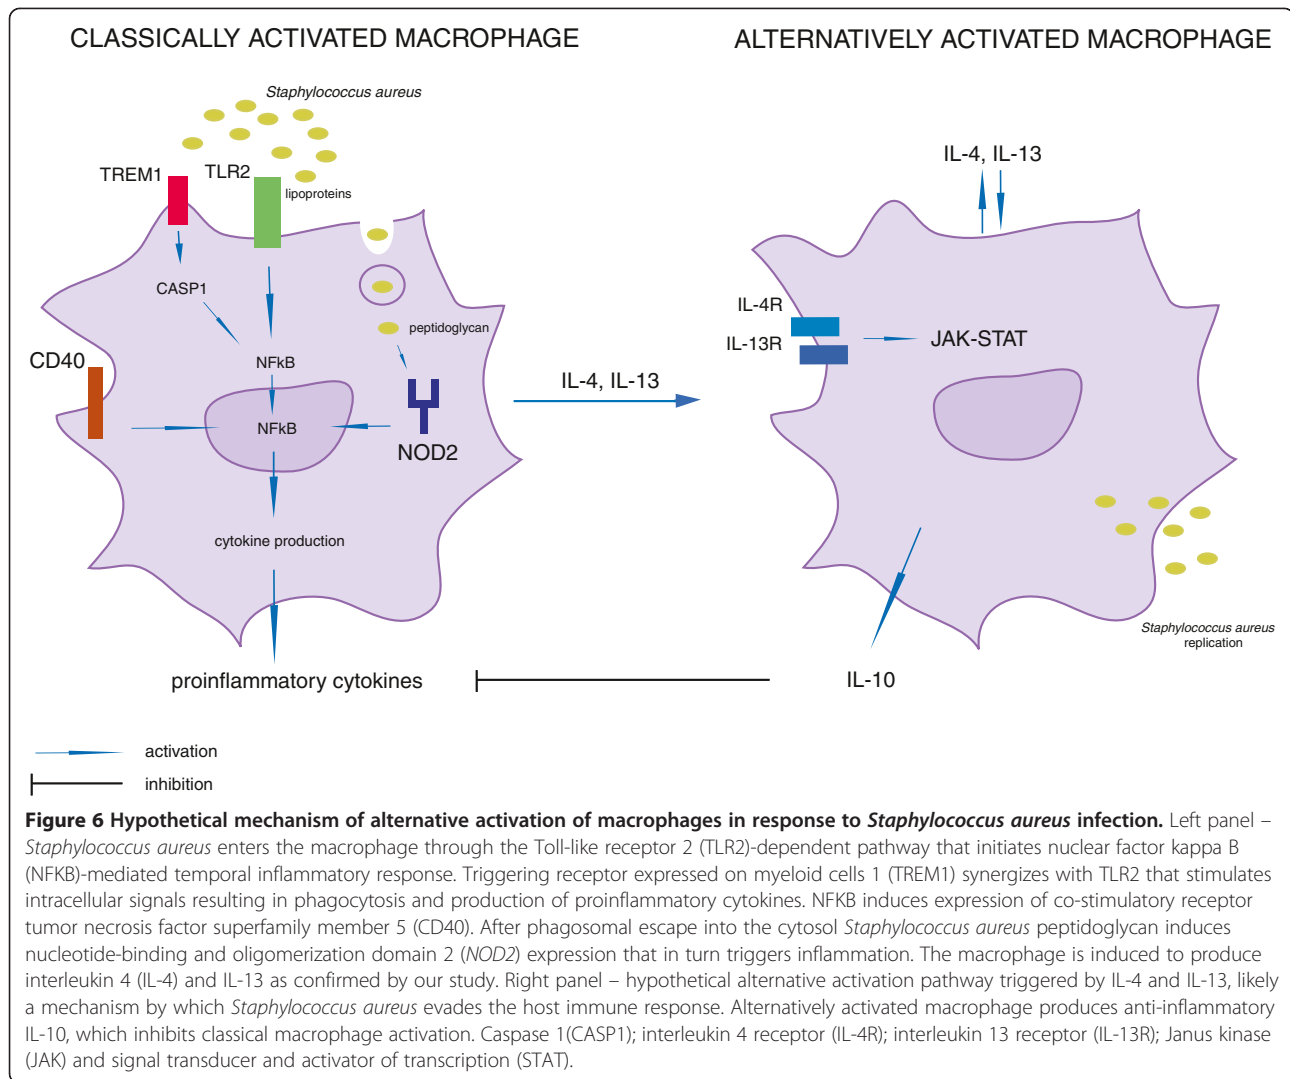 CLASSICALLY ACTIVATED MACROPHAGE
ALTERNATIVELY ACTIVATED MACROPHAGE
Staphylococcus aureus
TREM1
TLR2
lipoproteins
CASP1
peptidoglycan
NFkB
CD40
NFkB
NOD2
cytokine production
proinflammatory cytokines
IL-4, IL-13
IL-4, IL-13
IL-4R
IL-13R
JAK-STAT
Staphylococcus aureus
replication
IL-10
activation
inhibition
Figure 6 Hypothetical mechanism of alternative activation of macrophages in response to Staphylococcus aureus infection. Left panel –
Staphylococcus aureus enters the macrophage through the Toll-like receptor 2 (TLR2)-dependent pathway that initiates nuclear factor kappa B
(NFKB)-mediated temporal inflammatory response. Triggering receptor expressed on myeloid cells 1 (TREM1) synergizes with TLR2 that stimulates
intracellular signals resulting in phagocytosis and production of proinflammatory cytokines. NFKB induces expression of co-stimulatory receptor
tumor necrosis factor superfamily member 5 (CD40). After phagosomal escape into the cytosol Staphylococcus aureus peptidoglycan induces
nucleotide-binding and oligomerization domain 2 (NOD2) expression that in turn triggers inflammation. The macrophage is induced to produce
interleukin 4 (IL-4) and IL-13 as confirmed by our study. Right panel – hypothetical alternative activation pathway triggered by IL-4 and IL-13, likely
a mechanism by which Staphylococcus aureus evades the host immune response. Alternatively activated macrophage produces anti-inflammatory
IL-10, which inhibits classical macrophage activation. Caspase 1(CASP1); interleukin 4 receptor (IL-4R); interleukin 13 receptor (IL-13R); Janus kinase
(JAK) and signal transducer and activator of transcription (STAT).